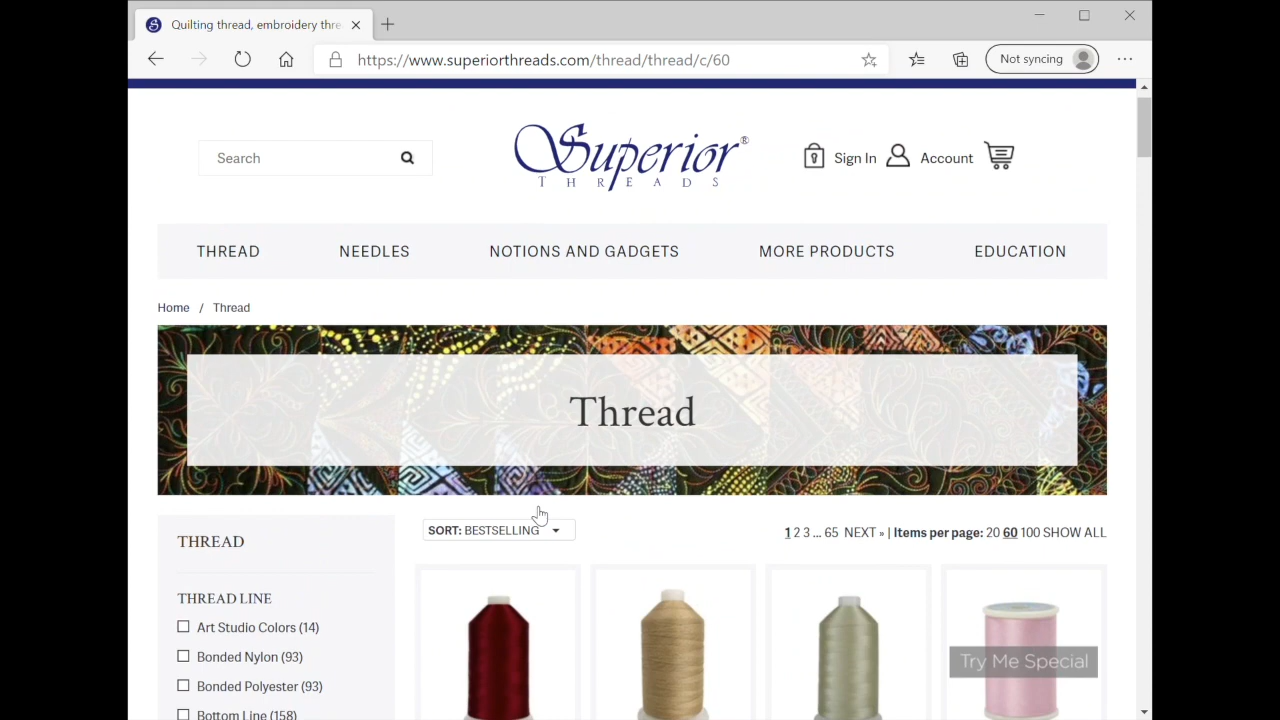 Quilting thread, embroidery thre
https://www.superiorthreads.com/thread/thread/c/60
Not syncing
Search
Superior®
THREADS
Sign In
Account
THREAD
NEEDLES
NOTIONS AND GADGETS
MORE PRODUCTS
EDUCATION
Home / Thread
Thread
THREAD
SORT: BESTSELLING
1 2 3 ... 65 NEXT » | Items per page: 20 60 100 SHOW ALL
THREAD LINE
Art Studio Colors (14)
Bonded Nylon (93)
Bonded Polyester (93)
Bottom Line (158)
Try Me Special